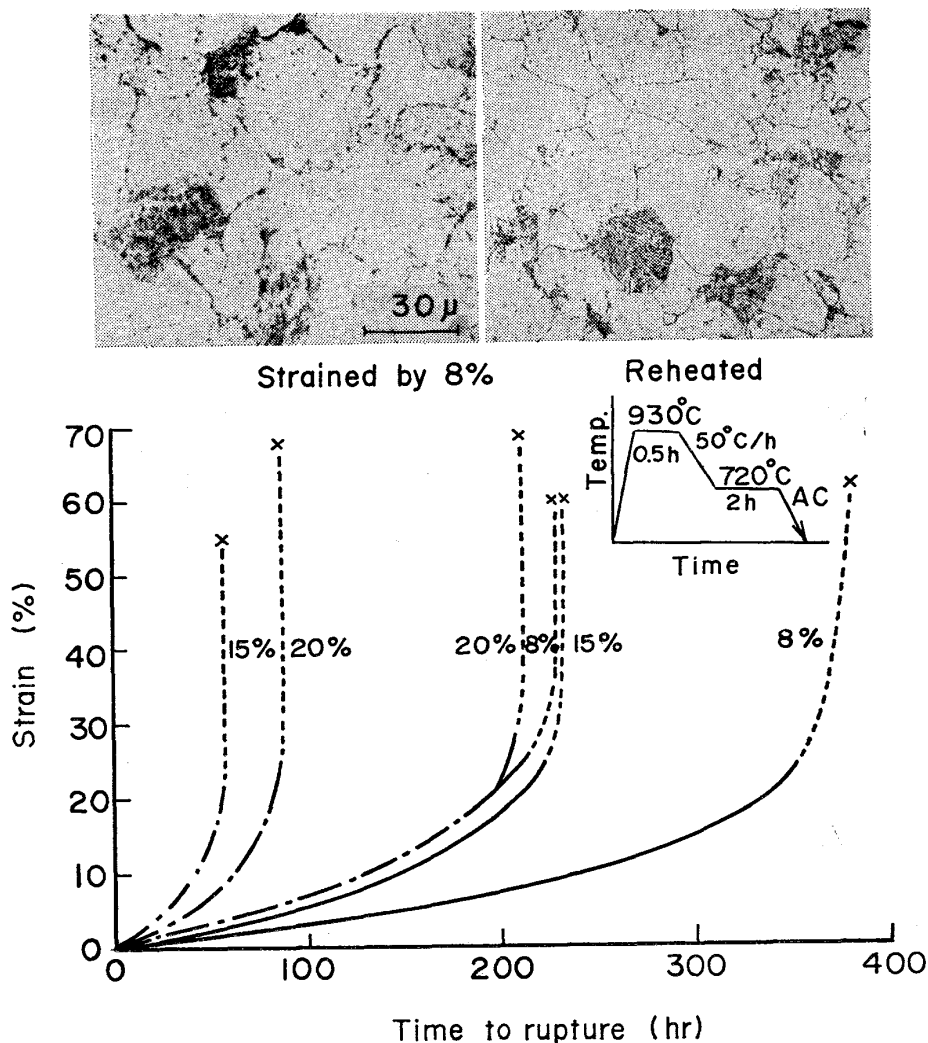 30 μ
Strained by 8%
Reheated
Temp.
930°C
0.5h
50°C/h
720°C
2h
AC
Time
Strain (%)
70
60
50
40
30
20
10
0
15%
20%
20%
8%
15%
8%
0
100
200
300
400
Time to rupture (hr)